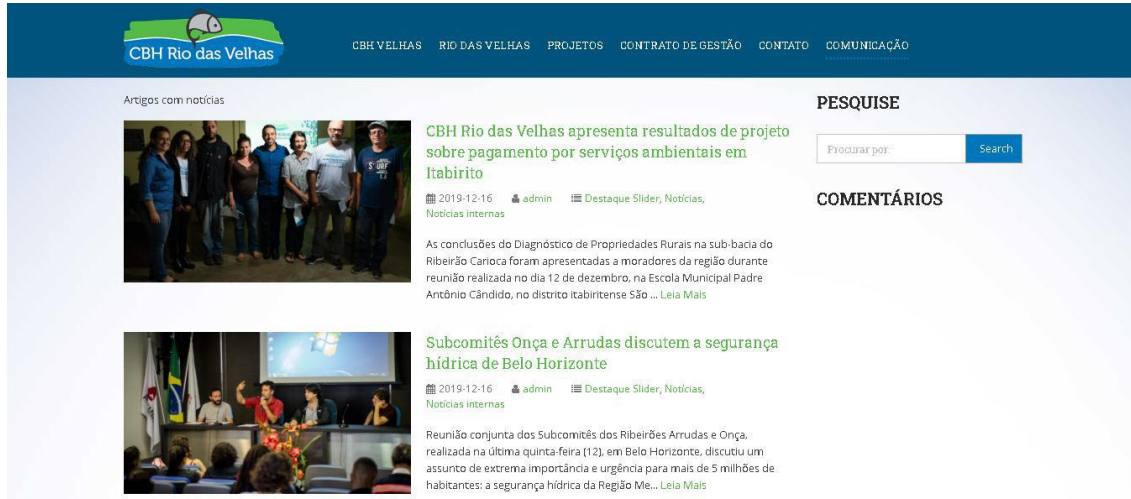 CBH Rio das Velhas
CBH VELHAS RIO DAS VELHAS PROJETOS CONTRATO DE GESTÃO CONTATO COMUNICAÇÃO
Artigos com notícias
CBH Rio das Velhas apresenta resultados de projeto
sobre pagamento por serviços ambientais em
Itabirito
2019-12-16 admin Destaque Slider, Notícias,
Notícias internas
As conclusões do Diagnóstico de Propriedades Rurais na sub-bacia do
Ribeirão Carioca foram apresentadas a moradores da região durante
reunião realizada no dia 12 de dezembro, na Escola Municipal Padre
Antônio Cândido, no distrito itabiritense São ... Leia Mais
Subcomitês Onça e Arrudas discutem a segurança
hídrica de Belo Horizonte
2019-12-16 admin Destaque Slider, Notícias,
Notícias internas
Reunião conjunta dos Subcomitês dos Ribeirões Arrudas e Onça,
realizada na última quinta-feira (12), em Belo Horizonte, discutiu um
assunto de extrema importância e urgência para mais de 5 milhões de
habitantes: a segurança hídrica da Região Me... Leia Mais
PESQUISE
Procurar por: Search
COMENTÁRIOS